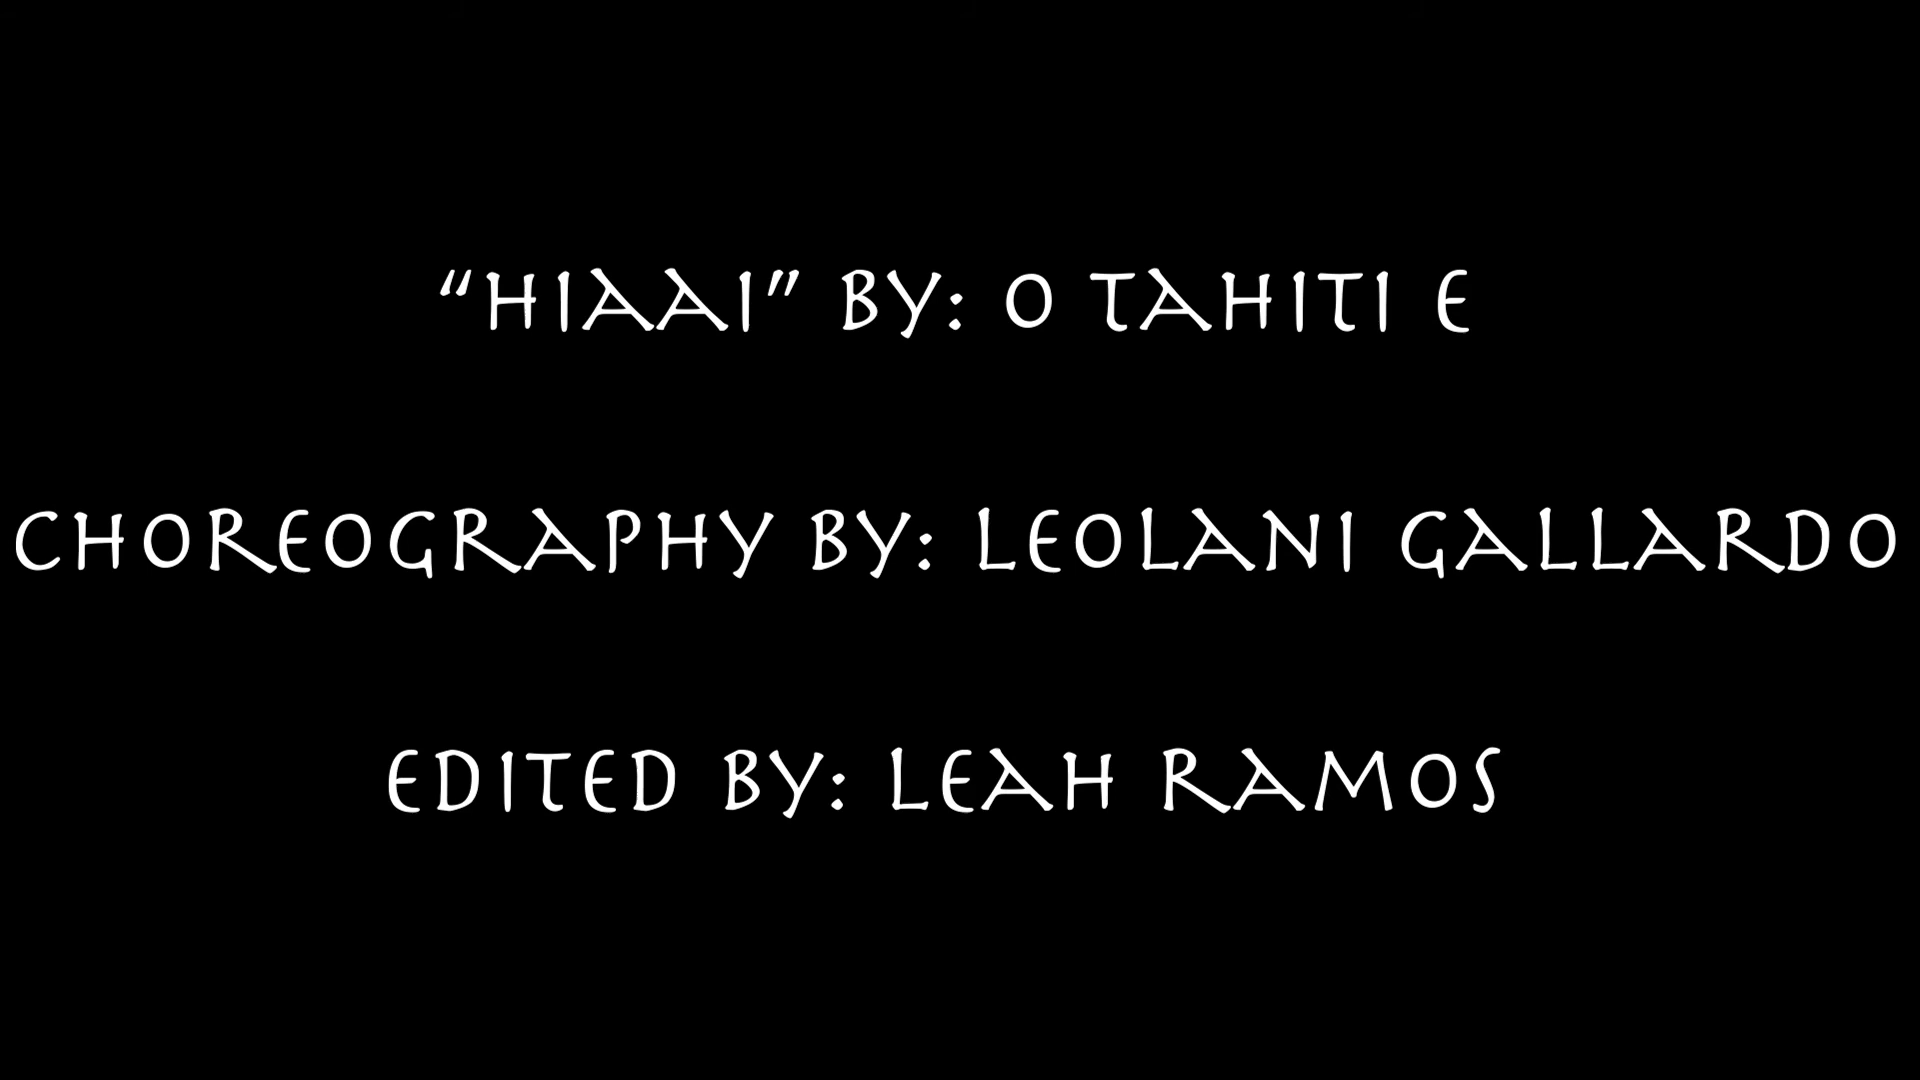 “HIAAI” BY: O TAHITI E
CHOREOGRAPHY BY: LEOLANI GALLARDO
EDITED BY: LEAH RAMOS